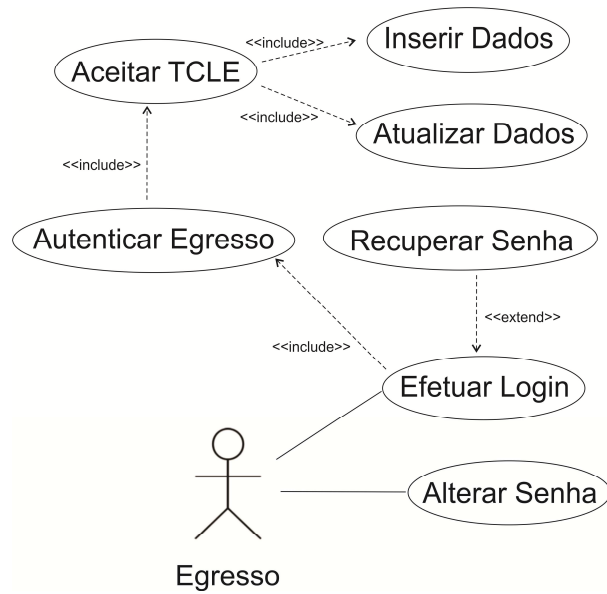 Inserir Dados
<<include>>
Aceitar TCLE
<<include>>
Atualizar Dados
<<include>>
Autenticar Egresso
Recuperar Senha
<<extend>>
<<include>>
Efetuar Login
Alterar Senha
Egresso